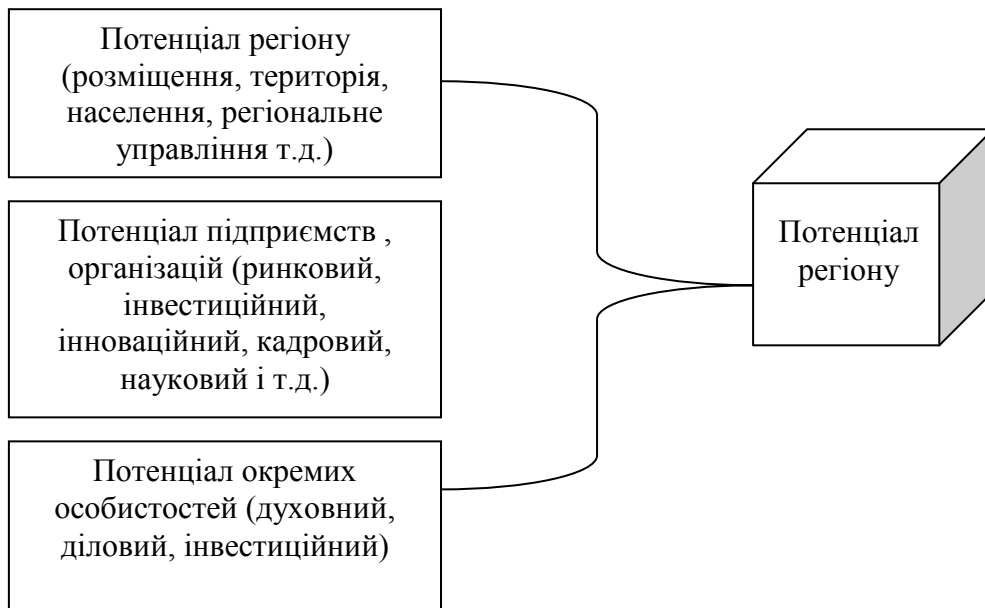 Потенціал регіону
(розміщення, територія,
населення, регіональне
управління т.д.)
Потенціал підприємств ,
організацій (ринковий,
інвестиційний,
інноваційний, кадровий,
науковий і т.д.)
Потенціал окремих
особистостей (духовний,
діловий, інвестиційний)
Потенціал
регіону